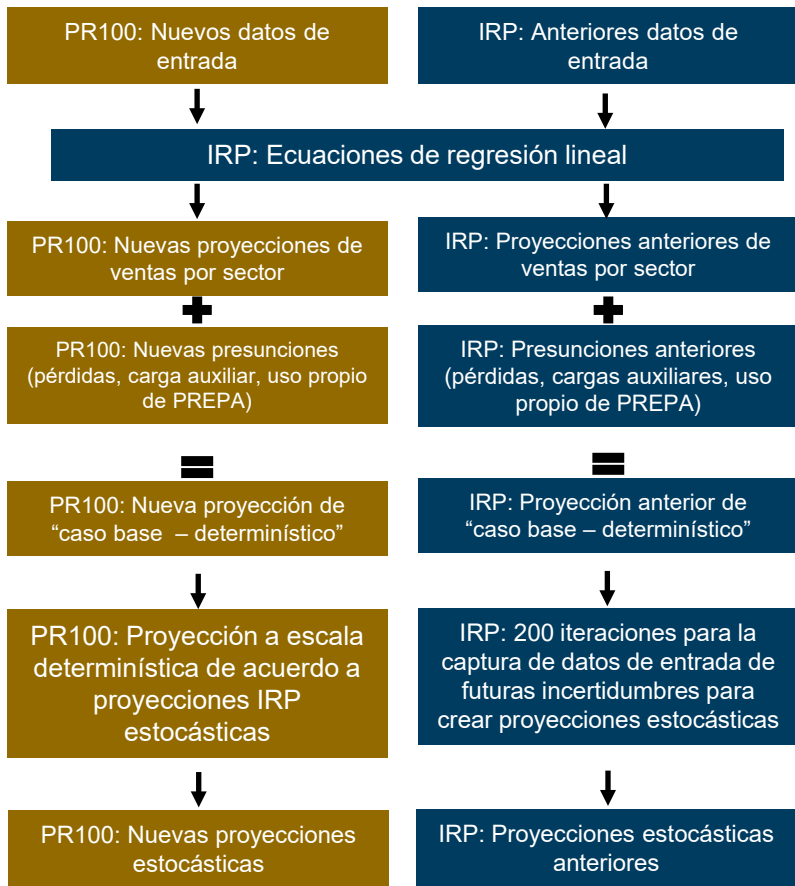 PR100: Nuevos datos de
entrada
IRP: Anteriores datos de
entrada
IRP: Ecuaciones de regresión lineal
PR100: Nuevas proyecciones de
ventas por sector
IRP: Proyecciones anteriores de
ventas por sector
PR100: Nuevas presunciones
(pérdidas, carga auxiliar, uso propio
de PREPA)
IRP: Presunciones anteriores
(pérdidas, cargas auxiliares, uso
propio de PREPA)
PR100: Nueva proyección de
“caso base – determinístico”
IRP: Proyección anterior de
“caso base – determinístico”
PR100: Proyección a escala
determinística de acuerdo a
proyecciones IRP
estocásticas
IRP: 200 iteraciones para la
captura de datos de entrada de
futuras incertidumbres para
crear proyecciones estocásticas
PR100: Nuevas proyecciones
estocásticas
IRP: Proyecciones estocásticas
anteriores